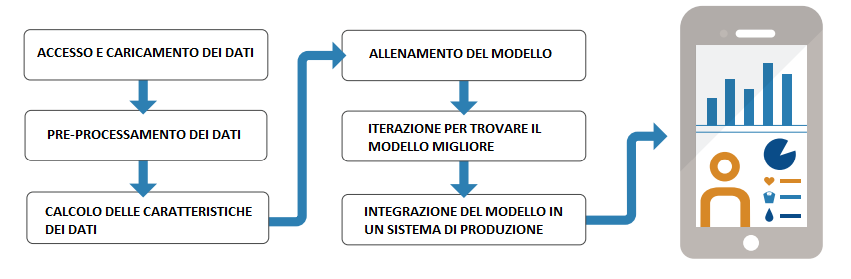 ACCESSO E CARICAMENTO DEI DATI
PRE-PROCESSAMENTO DEI DATI
CALCOLO DELLE CARATTERISTICHE
DEI DATI
ALLENAMENTO DEL MODELLO
ITERAZIONE PER TROVARE IL
MODELLO MIGLIORE
INTEGRAZIONE DEL MODELLO IN
UN SISTEMA DI PRODUZIONE